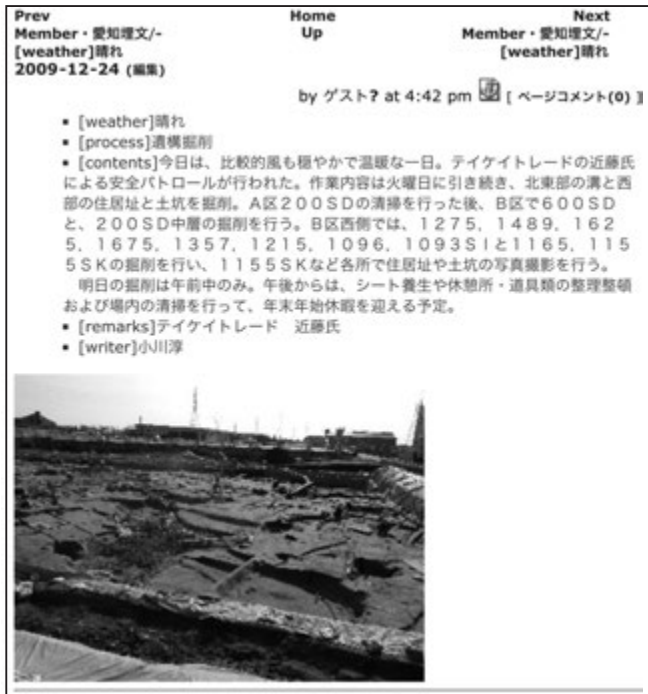 Prev Home Next
Member・愛知埋文/- Up Member・愛知埋文/-
[weather]晴れ [weather]晴れ
2009-12-24 (編集)
by ゲスト? at 4:42 pm [ ページコメント(0) ]
▪ [weather]晴れ
▪ [process]遺構掘削
▪ [contents]今日は、比較的風も穏やかで温暖な一日。テイケイトレードの近藤氏
による安全パトロールが行われた。作業内容は火曜日に引き続き、北東部の溝と西
部の住居址と土坑を掘削。A区200SDの清掃を行った後、B区で600SD
と、200SD中層の掘削を行う。B区西側では、1275，1489，162
5，1675，1357，1215，1096，1093SIと1165，115
5SKの掘削を行い、1155SKなど各所で住居址や土坑の写真撮影を行う。
　明日の掘削は午前中のみ。午後からは、シート養生や休憩所・道具類の整理整頓
および場内の清掃を行って、年末年始休暇を迎える予定。
▪ [remarks]テイケイトレード　近藤氏
▪ [writer]小川淳